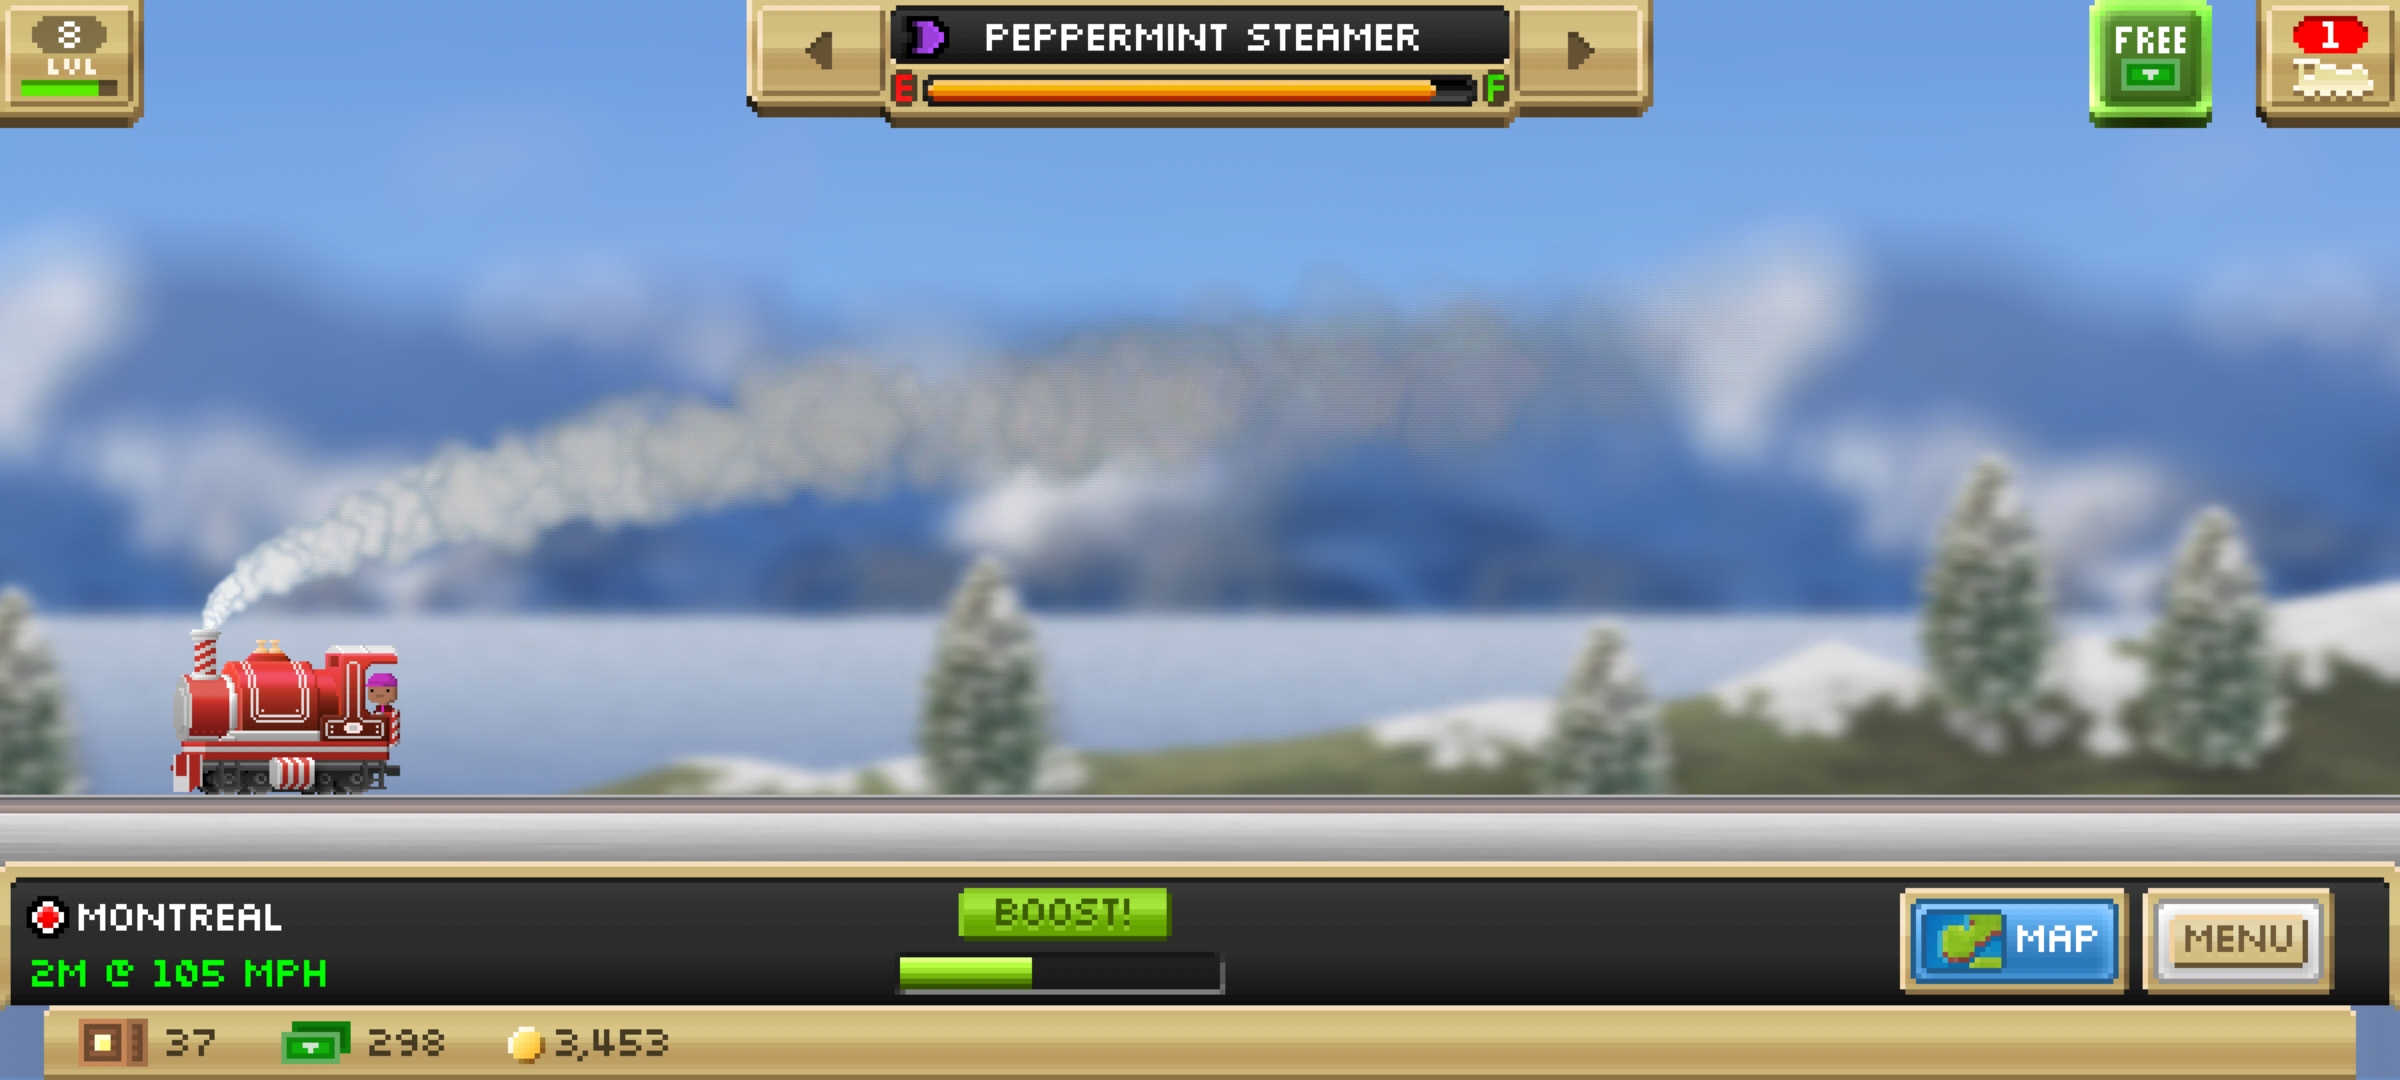 8
LVL
PEPPERMINT STEAMER
E F
FREE
1
MONTREAL
2M @ 105 MPH
BOOST!
MAP
MENU
37
298
3,453